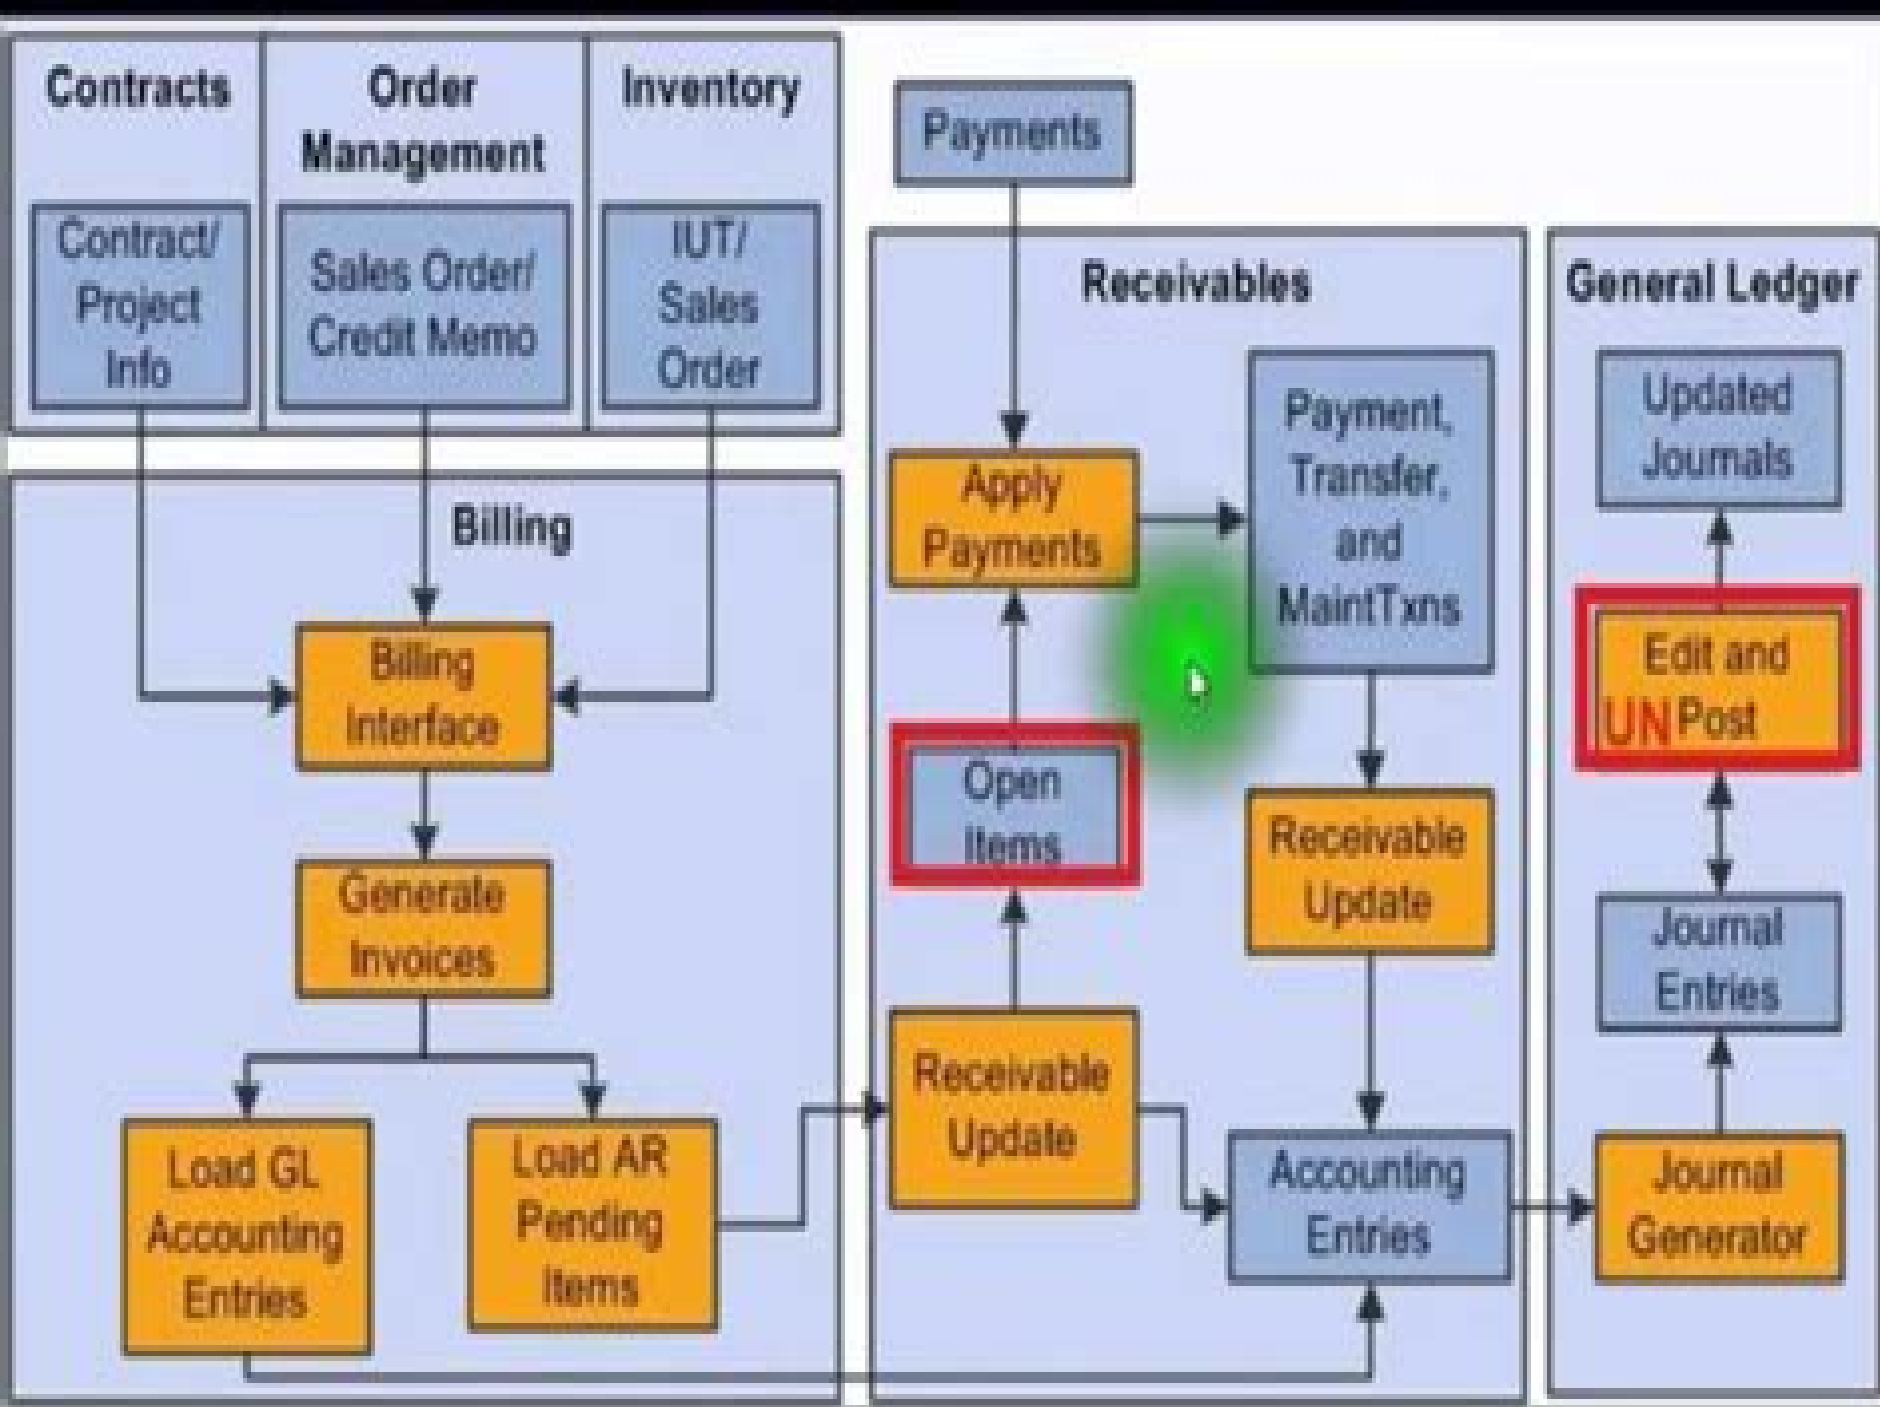 Contracts
Order
Management
Inventory
Contract/
Project
Info
Sales Order/
Credit Memo
IUT/
Sales
Order
Billing
Billing
Interface
Generate
Invoices
Load GL
Accounting
Entries
Load AR
Pending
Items
Payments
Receivables
Apply
Payments
Payment,
Transfer,
and
MaintTxns
Open
Items
Receivable
Update
Receivable
Update
Accounting
Entries
General Ledger
Updated
Journals
Edit and
UN Post
Journal
Entries
Journal
Generator